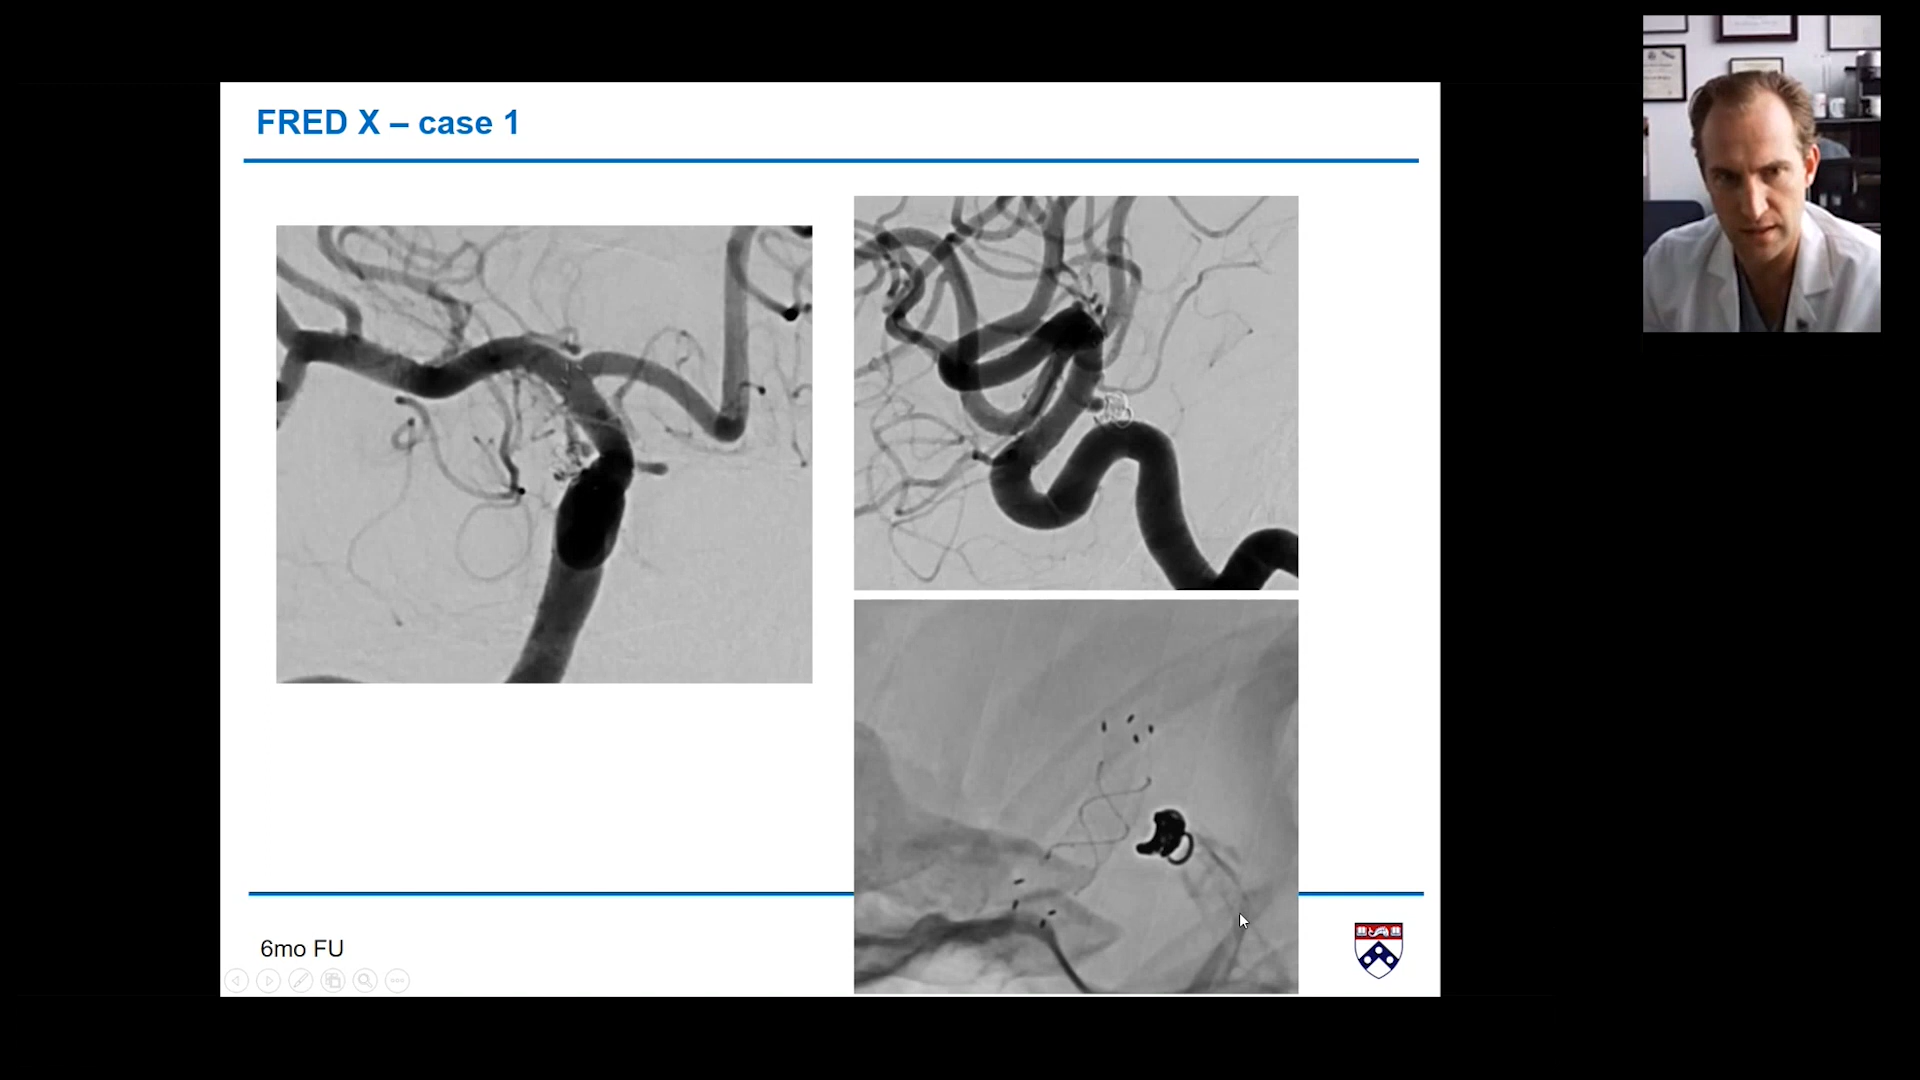 FRED X – case 1
6mo FU